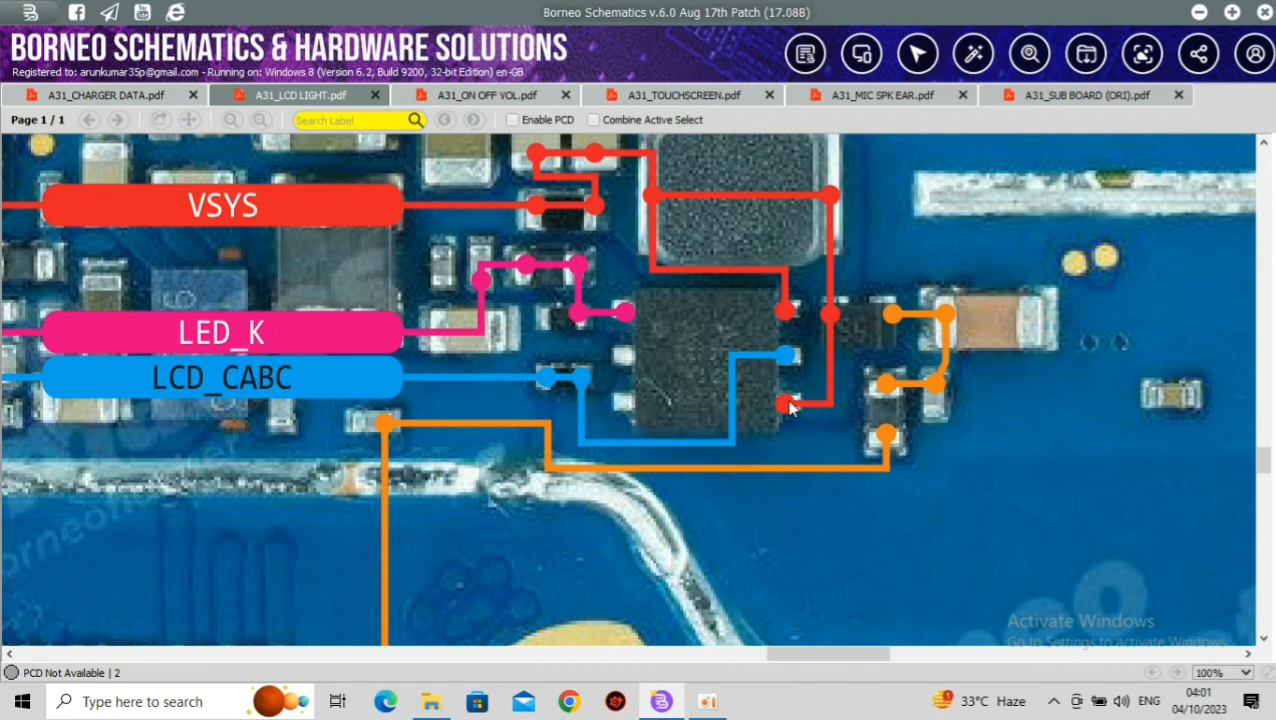 Borneo Schematics v.6.0 Aug 17th Patch (17.08B)
BORNEO SCHEMATICS & HARDWARE SOLUTIONS
Registered to: arunkumar35p@gmail.com - Running on: Windows 8 (Version 6.2, Build 9200, 32-bit Edition) en-GB
A31_CHARGER DATA.pdf
A31_LCD LIGHT.pdf
A31_ON OFF VOL.pdf
A31_TOUCHSCREEN.pdf
A31_MIC SPK EAR.pdf
A31_SUB BOARD (ORI).pdf
Page 1 / 1
Search Label
Enable PCD
Combine Active Select
VSYS
LED_K
LCD_CABC
Activate Windows
Go to Settings to activate Windows.
PCD Not Available | 2
100%
Type here to search
33°C Haze
ENG
04:01
04/10/2023